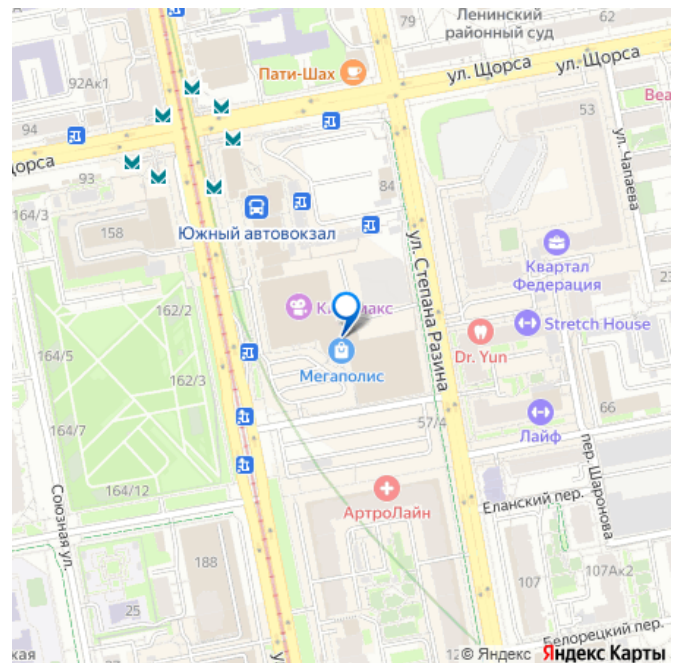 Ленинский
районный суд
79
62
ул. Щорса
ул. Щорса
Пати-Шах
92Ак1
94
Bea
53
ул. Чапаева
щорса
93
84
164/3
158
Южный автовокзал
ул. Степана Разина
Квартал
Федерация
162/2
Stretch House
Dr. Yun
164/5
Мегаполис
162/3
57/4
66
164/7
Лайф
пер. Шаронова
164/12
АртроЛайн
Еланский пер.
Союзная ул.
188
107
107Ак2
25
Белорецкий пер.
кая
© Яндекс
Яндекс Карты